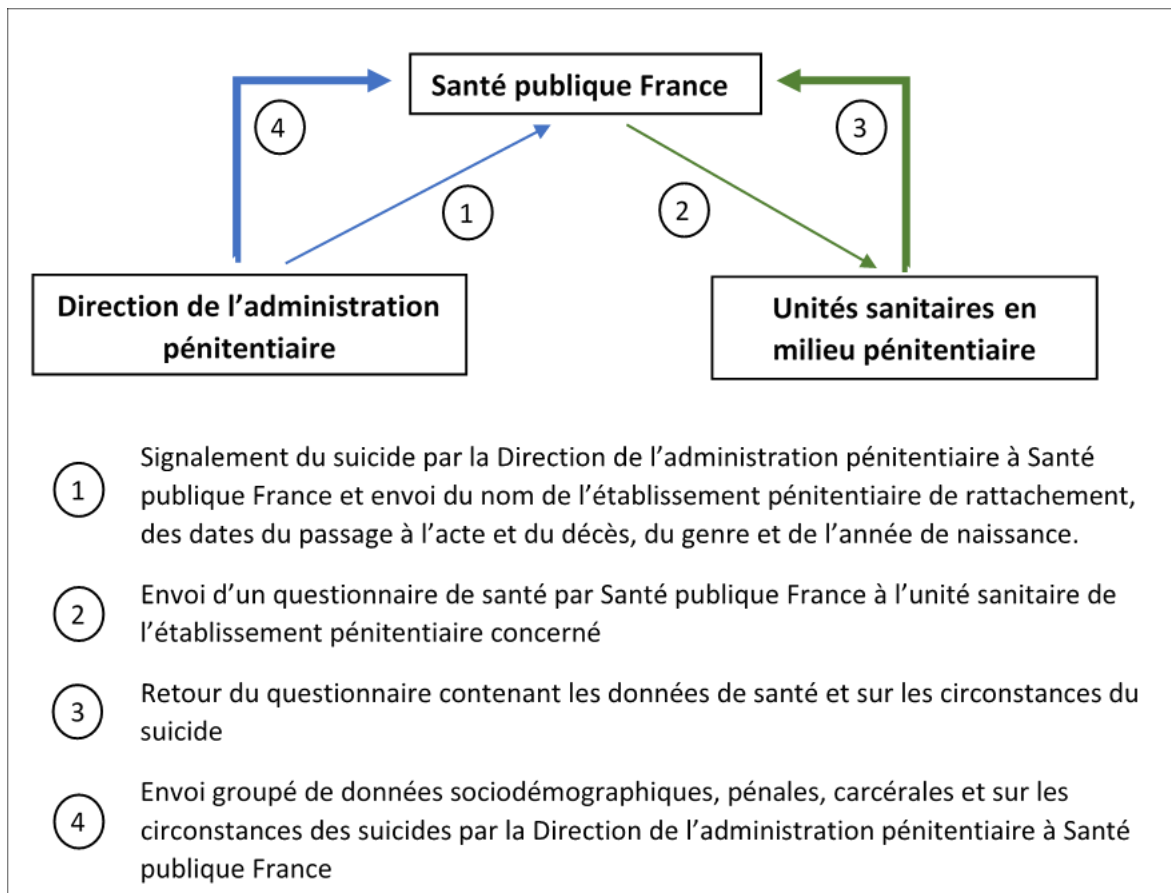 Santé publique France
4
3
1
2
Direction de l’administration
pénitentiaire
Unités sanitaires en
milieu pénitentiaire
1
Signalement du suicide par la Direction de l’administration pénitentiaire à Santé
publique France et envoi du nom de l’établissement pénitentiaire de rattachement,
des dates du passage à l’acte et du décès, du genre et de l’année de naissance.
2
Envoi d’un questionnaire de santé par Santé publique France à l’unité sanitaire de
l’établissement pénitentiaire concerné
3
Retour du questionnaire contenant les données de santé et sur les circonstances du
suicide
4
Envoi groupé de données sociodémographiques, pénales, carcérales et sur les
circonstances des suicides par la Direction de l’administration pénitentiaire à Santé
publique France